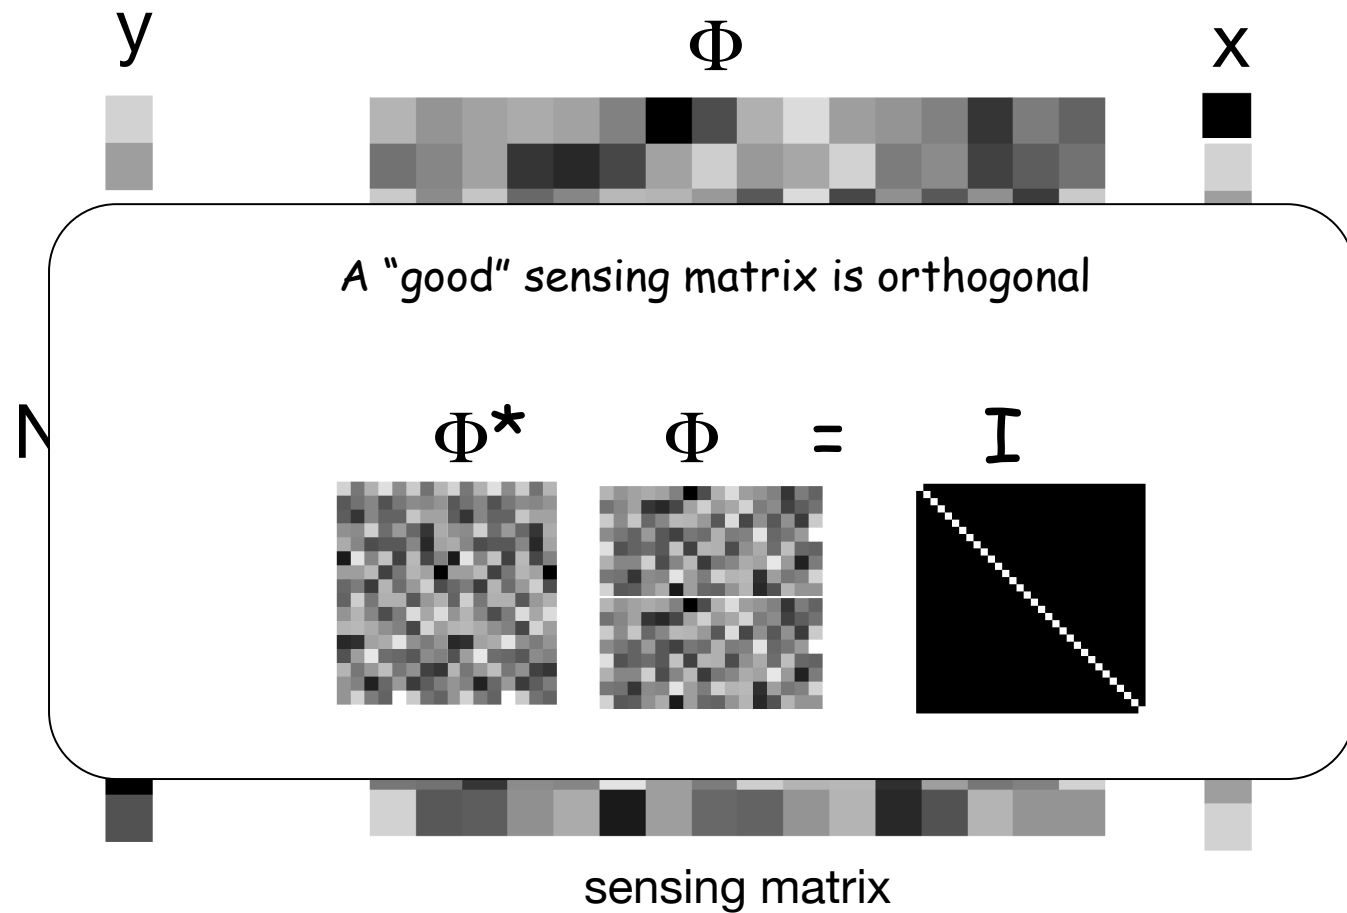 y Φ x
A “good” sensing matrix is orthogonal
N
Φ* Φ = I
sensing matrix